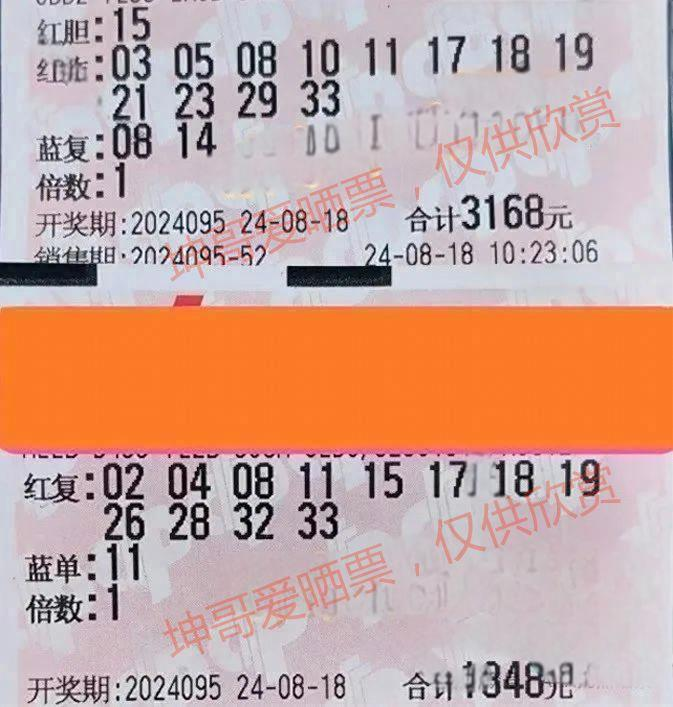 红胆:15
红拖:03 05 08 10 11 17 18 19
21 23 29 33
蓝复:08 14
倍数:1
开奖期:2024095 24-08-18 合计3168元
销售期:2024095-52 24-08-18 10:23:06
坤哥爱晒票，仅供欣赏
红复:02 04 08 11 15 17 18 19
26 28 32 33
蓝单:11
倍数:1
坤哥爱晒票，仅供欣赏
开奖期:2024095 24-08-18 合计1848元